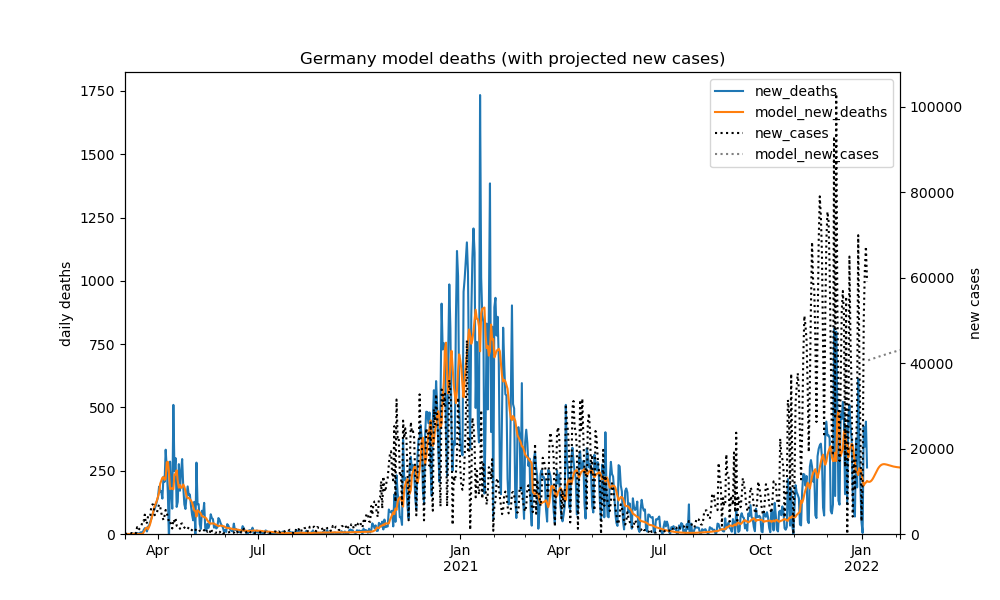 Germany model deaths (with projected new cases)
new_deaths
model_new_deaths
new_cases
model_new_cases
daily deaths
new cases
1750
1500
1250
1000
750
500
250
0
100000
80000
60000
40000
20000
0
Apr
Jul
Oct
Jan
2021
Apr
Jul
Oct
Jan
2022